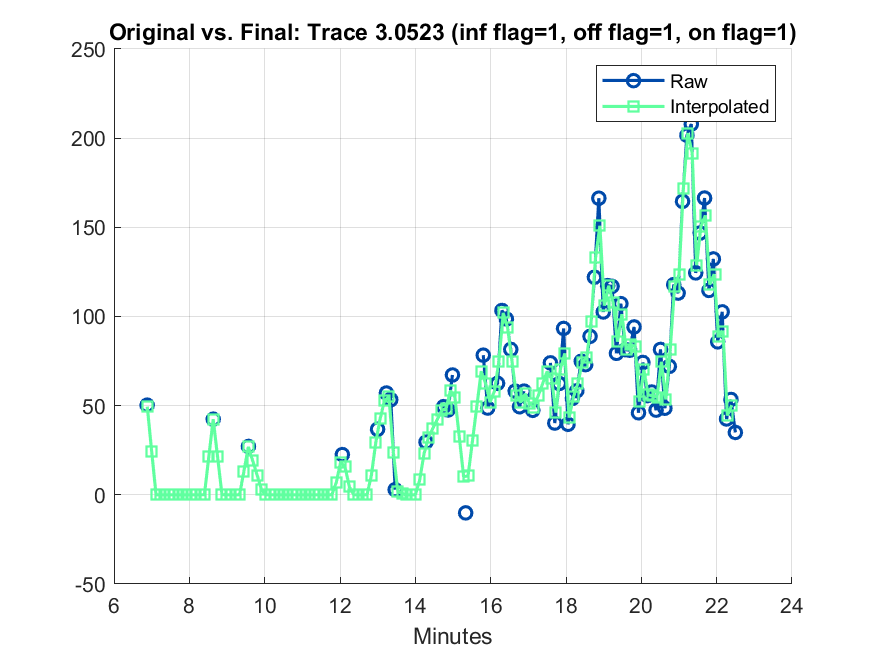 Original vs. Final: Trace 3.0523 (inf flag=1, off flag=1, on flag=1)
250
200
150
100
50
0
-50
Raw
Interpolated
6 8 10 12 14 16 18 20 22 24
Minutes